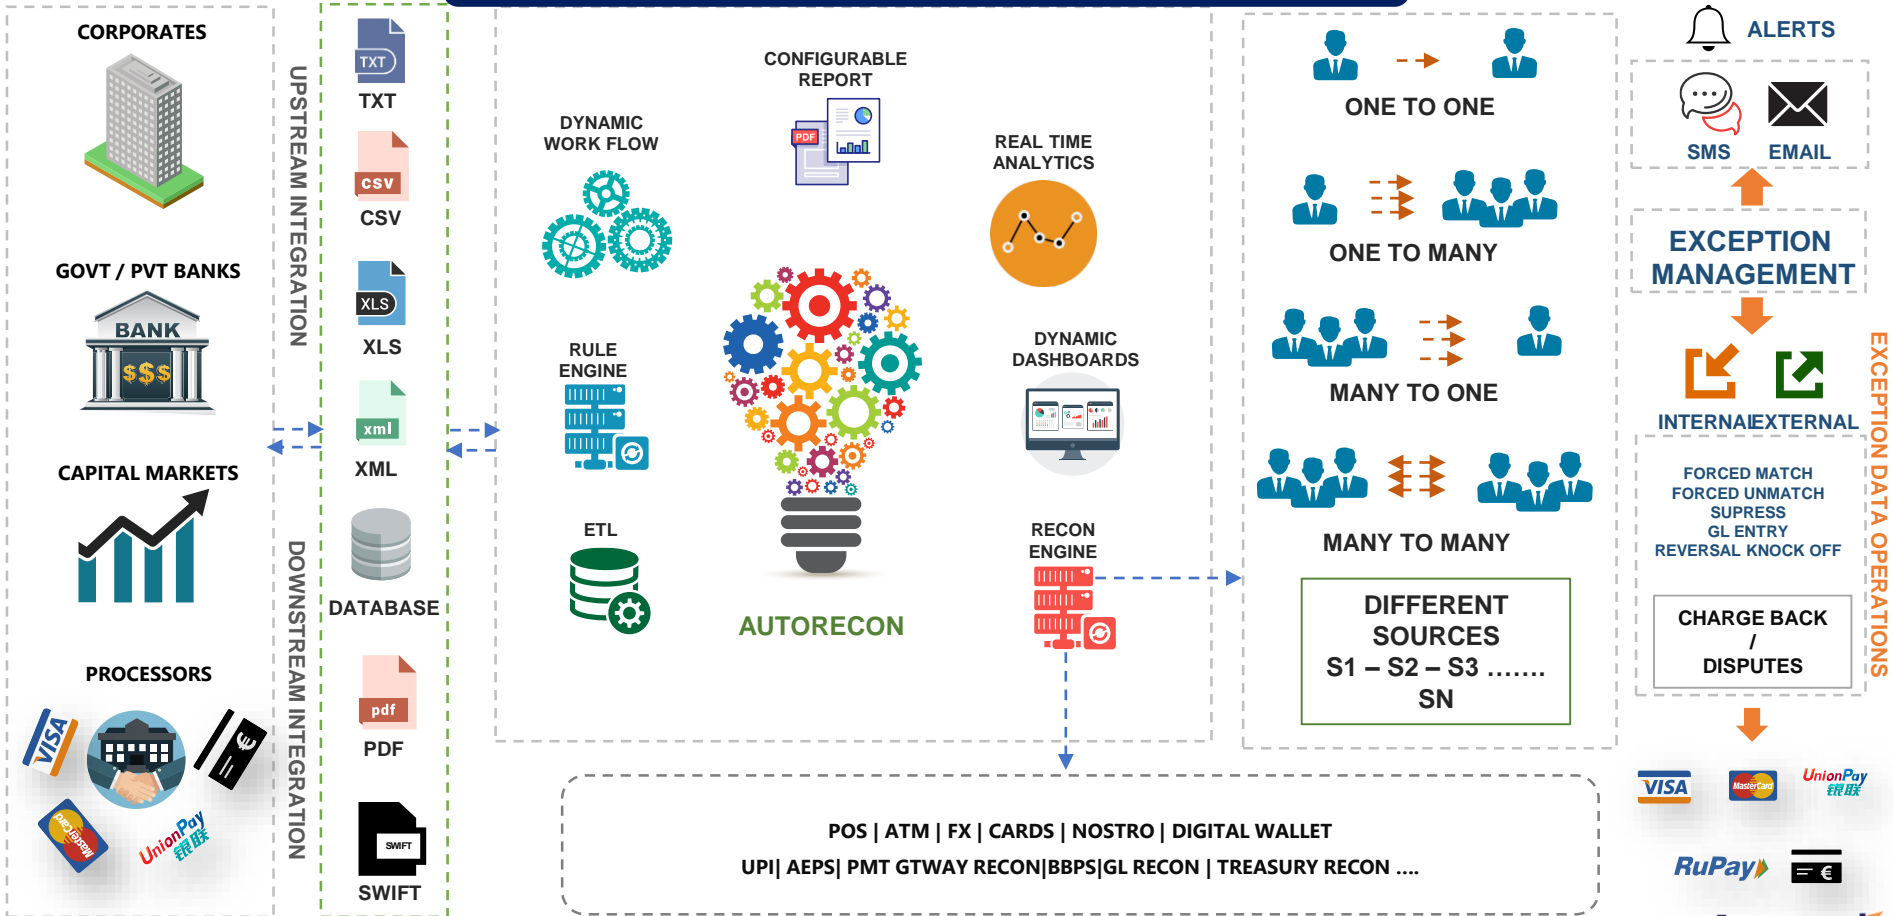 CORPORATES
GOVT / PVT BANKS
BANK
$$$
CAPITAL MARKETS
PROCESSORS
VISA
MasterCard
UnionPay
银联
UPSTREAM INTEGRATION
DOWNSTREAM INTEGRATION
TXT
TXT
csv
CSV
XLS
XLS
xml
XML
DATABASE
pdf
PDF
SWIFT
SWIFT
CONFIGURABLE
REPORT
PDF
DYNAMIC
WORK FLOW
REAL TIME
ANALYTICS
RULE
ENGINE
DYNAMIC
DASHBOARDS
ETL
RECON
ENGINE
AUTORECON
ONE TO ONE
ONE TO MANY
MANY TO ONE
MANY TO MANY
DIFFERENT
SOURCES
S1 – S2 – S3 …….
SN
POS | ATM | FX | CARDS | NOSTRO | DIGITAL WALLET
UPI| AEPS| PMT GTWAY RECON|BBPS|GL RECON | TREASURY RECON ....
ALERTS
SMS
EMAIL
EXCEPTION
MANAGEMENT
INTERNAL
EXTERNAL
FORCED MATCH
FORCED UNMATCH
SUPRESS
GL ENTRY
REVERSAL KNOCK OFF
CHARGE BACK
/
DISPUTES
EXCEPTION DATA OPERATIONS
VISA
MasterCard
UnionPay
银联
RuPay